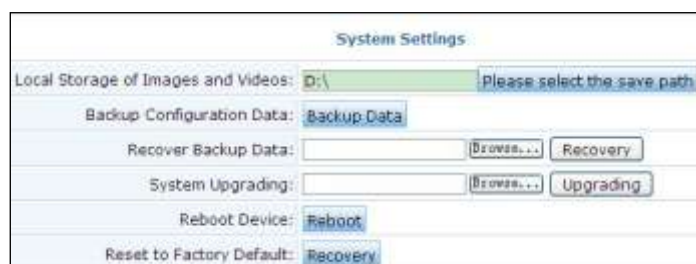 System Settings
Local Storage of Images and Videos: D:\ Please select the save path
Backup Configuration Data: Backup Data
Recover Backup Data: Browse... Recovery
System Upgrading: Browse... Upgrading
Reboot Device: Reboot
Reset to Factory Default: Recovery